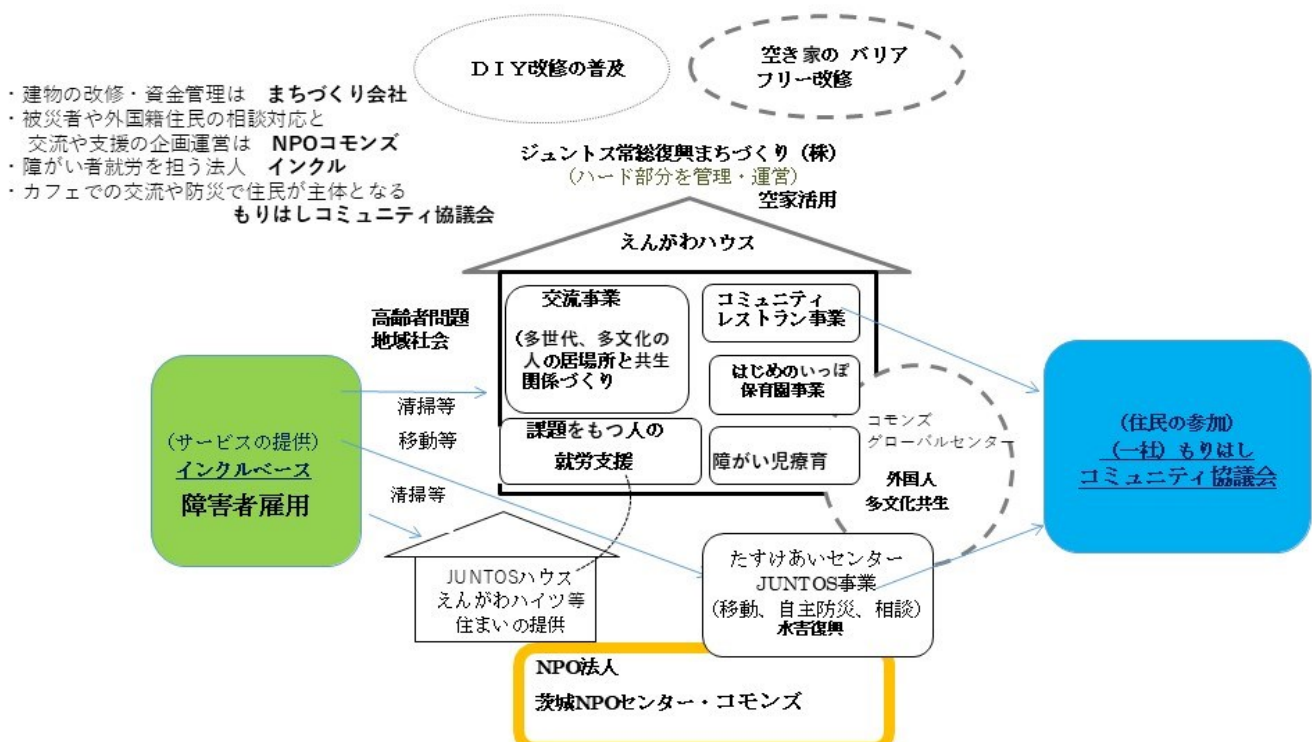 DIY改修の普及
空き家の バリア
フリー改修
・建物の改修・資金管理は まちづくり会社
・被災者や外国籍住民の相談対応と
交流や支援の企画運営は NPOコモンズ
・障がい者就労を担う法人 インクル
・カフェでの交流や防災で住民が主体となる
もりはしコミュニティ協議会
ジュントス常総復興まちづくり（株）
（ハード部分を管理・運営）
空家活用
えんがわハウス
高齢者問題
地域社会
交流事業
(多世代、多文化の
人の居場所と共生
関係づくり
コミュニティ
レストラン事業
はじめのいっぽ
保育園事業
課題をもつ人の
就労支援
障がい児療育
清掃等
移動等
清掃等
(サービスの提供)
インクルベース
障害者雇用
コモンズ
グローバルセンター
外国人
多文化共生
(住民の参加)
(一社) もりはし
コミュニティ協議会
JUNTOSハウス
えんがわハイツ等
住まいの提供
たすけあいセンター
JUNTOS事業
(移動、自主防災、相談)
水害復興
NPO法人
茨城NPOセンター・コモンズ